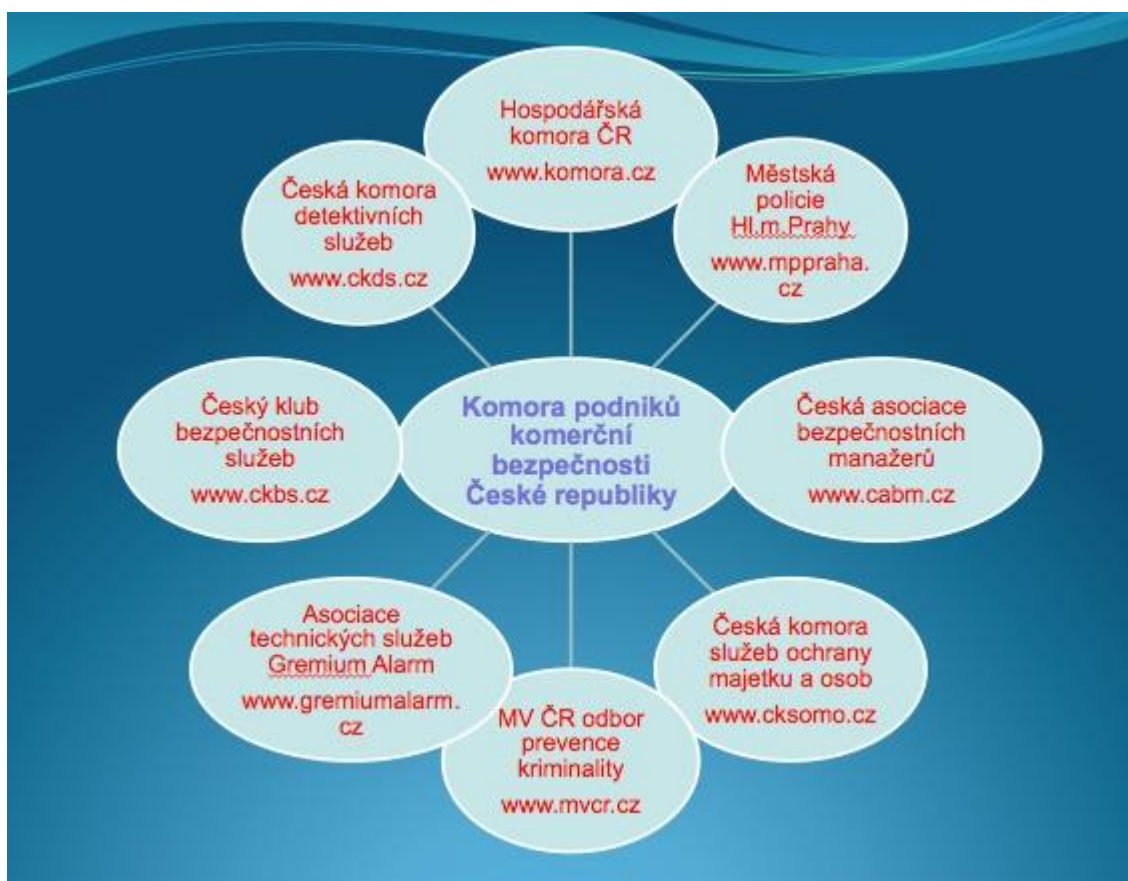 Hospodářská
komora ČR
www.komora.cz
Městská
policie
Hl.m.Prahy
www.mppraha.
cz
Česká komora
detektivních
služeb
www.ckds.cz
Český klub
bezpečnostních
služeb
www.ckbs.cz
Komora podniků
komerční
bezpečnosti
České republiky
Česká asociace
bezpečnostních
manažerů
www.cabm.cz
Asociace
technických služeb
Gremium Alarm
www.gremiumalarm.
cz
MV ČR odbor
prevence
kriminality
www.mvcr.cz
Česká komora
služeb ochrany
majetku a osob
www.cksomo.cz